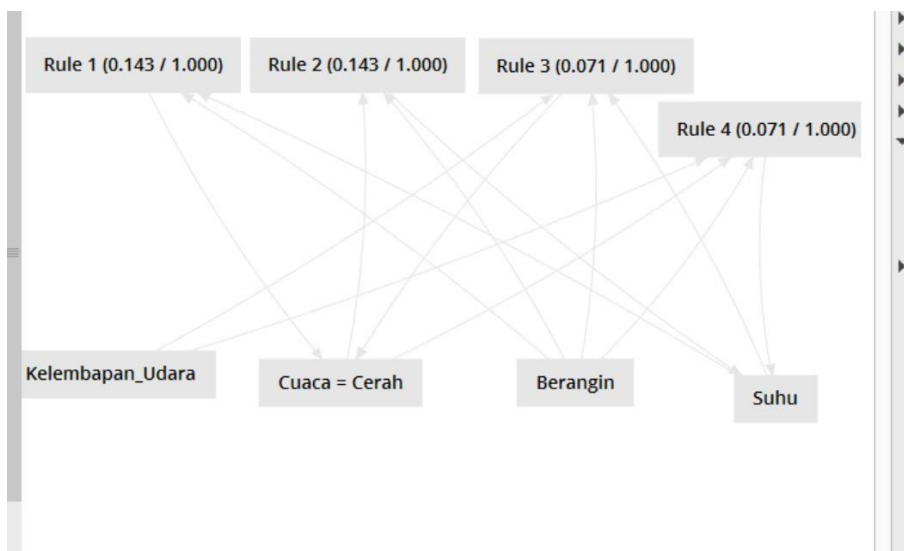 Rule 1 (0.143 / 1.000)
Rule 2 (0.143 / 1.000)
Rule 3 (0.071 / 1.000)
Rule 4 (0.071 / 1.000)
Kelembapan_Udara
Cuaca = Cerah
Berangin
Suhu